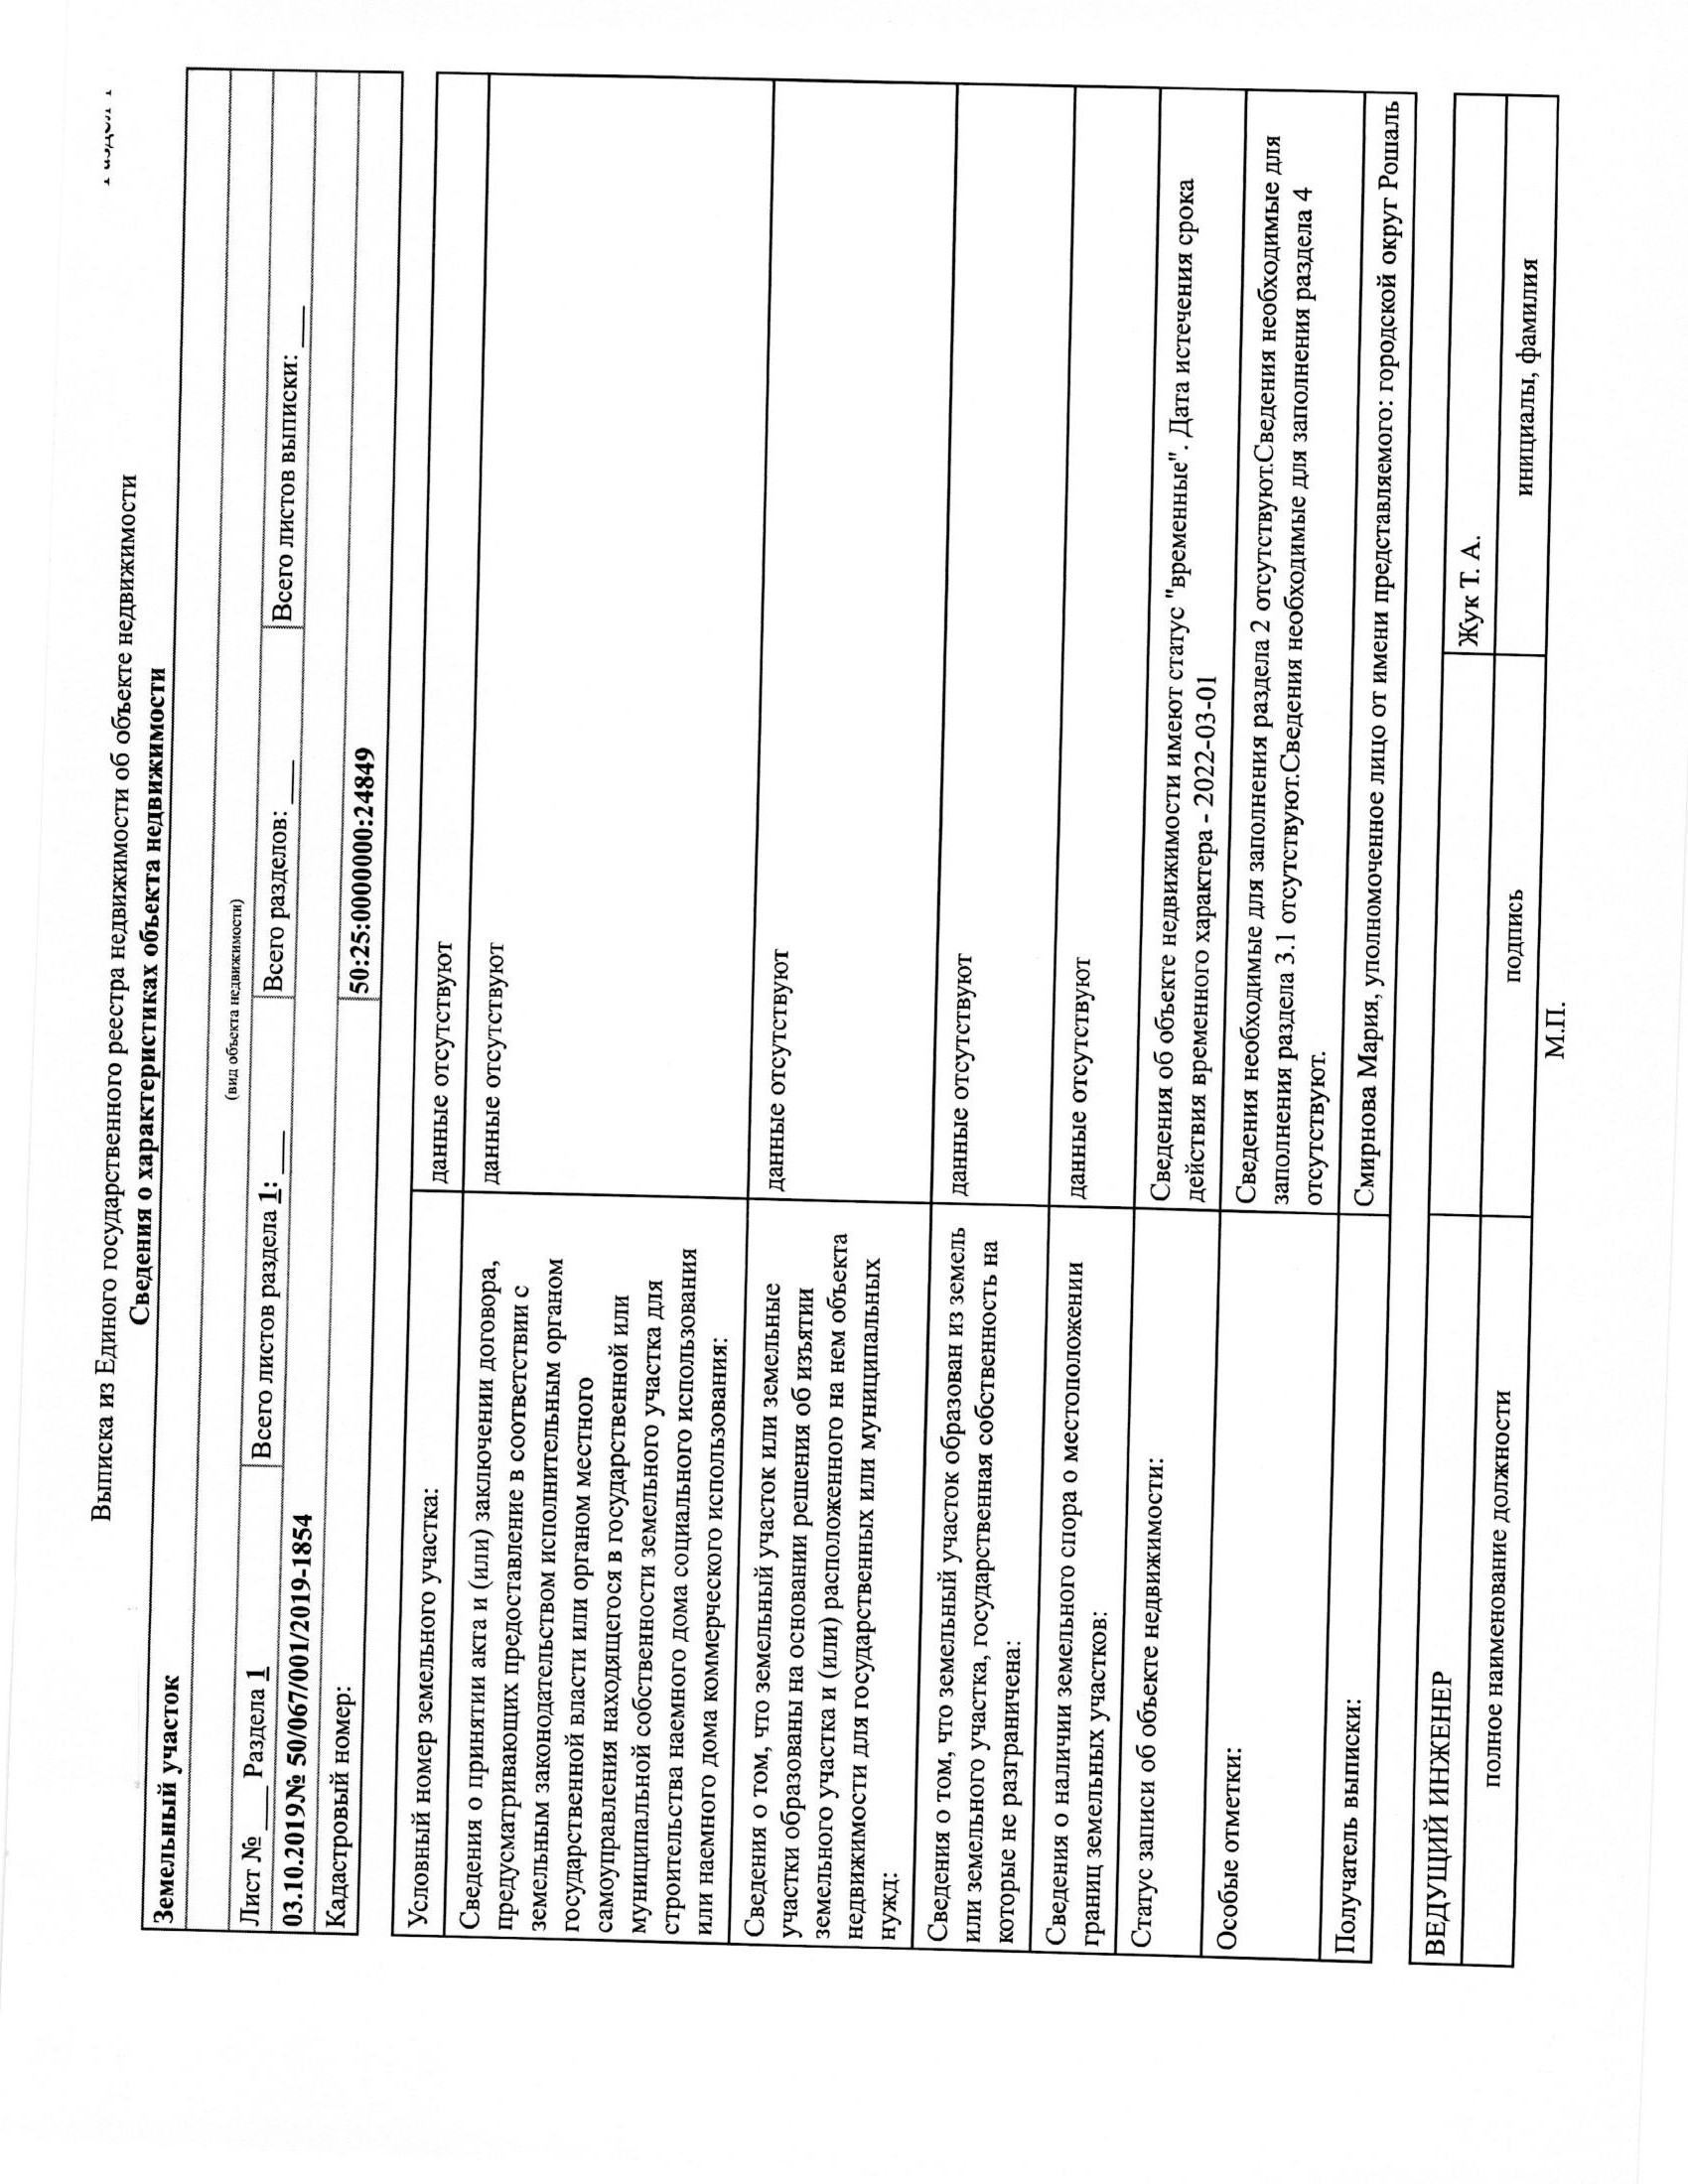 Раздел 1
Выписка из Единого государственного реестра недвижимости об объекте недвижимости
Сведения о характеристиках объекта недвижимости
Земельный участок
(вид объекта недвижимости)
Лист № ___ Раздела 1 Всего листов раздела 1: ___ Всего разделов: ___ Всего листов выписки: ___
03.10.2019№ 50/067/001/2019-1854
Кадастровый номер: 50:25:0000000:24849
Условный номер земельного участка: данные отсутствуют
Сведения о принятии акта и (или) заключении договора, данные отсутствуют
предусматривающих предоставление в соответствии с
земельным законодательством исполнительным органом
государственной власти или органом местного
самоуправления находящегося в государственной или
муниципальной собственности земельного участка для
строительства наемного дома социального использования
или наемного дома коммерческого использования:
Сведения о том, что земельный участок или земельные данные отсутствуют
участки образованы на основании решения об изъятии
земельного участка и (или) расположенного на нем объекта
недвижимости для государственных или муниципальных
нужд:
Сведения о том, что земельный участок образован из земель данные отсутствуют
или земельного участка, государственная собственность на
которые не разграничена:
Сведения о наличии земельного спора о местоположении данные отсутствуют
границ земельных участков:
Статус записи об объекте недвижимости: Сведения об объекте недвижимости имеют статус "временные". Дата истечения срока
действия временного характера - 2022-03-01
Особые отметки: Сведения необходимые для заполнения раздела 2 отсутствуют.Сведения необходимые для
заполнения раздела 3.1 отсутствуют.Сведения необходимые для заполнения раздела 4
отсутствуют.
Получатель выписки: Смирнова Мария, уполномоченное лицо от имени представляемого: городской округ Рошаль
ВЕДУЩИЙ ИНЖЕНЕР Жук Т. А.
полное наименование должности подпись инициалы, фамилия
М.П.